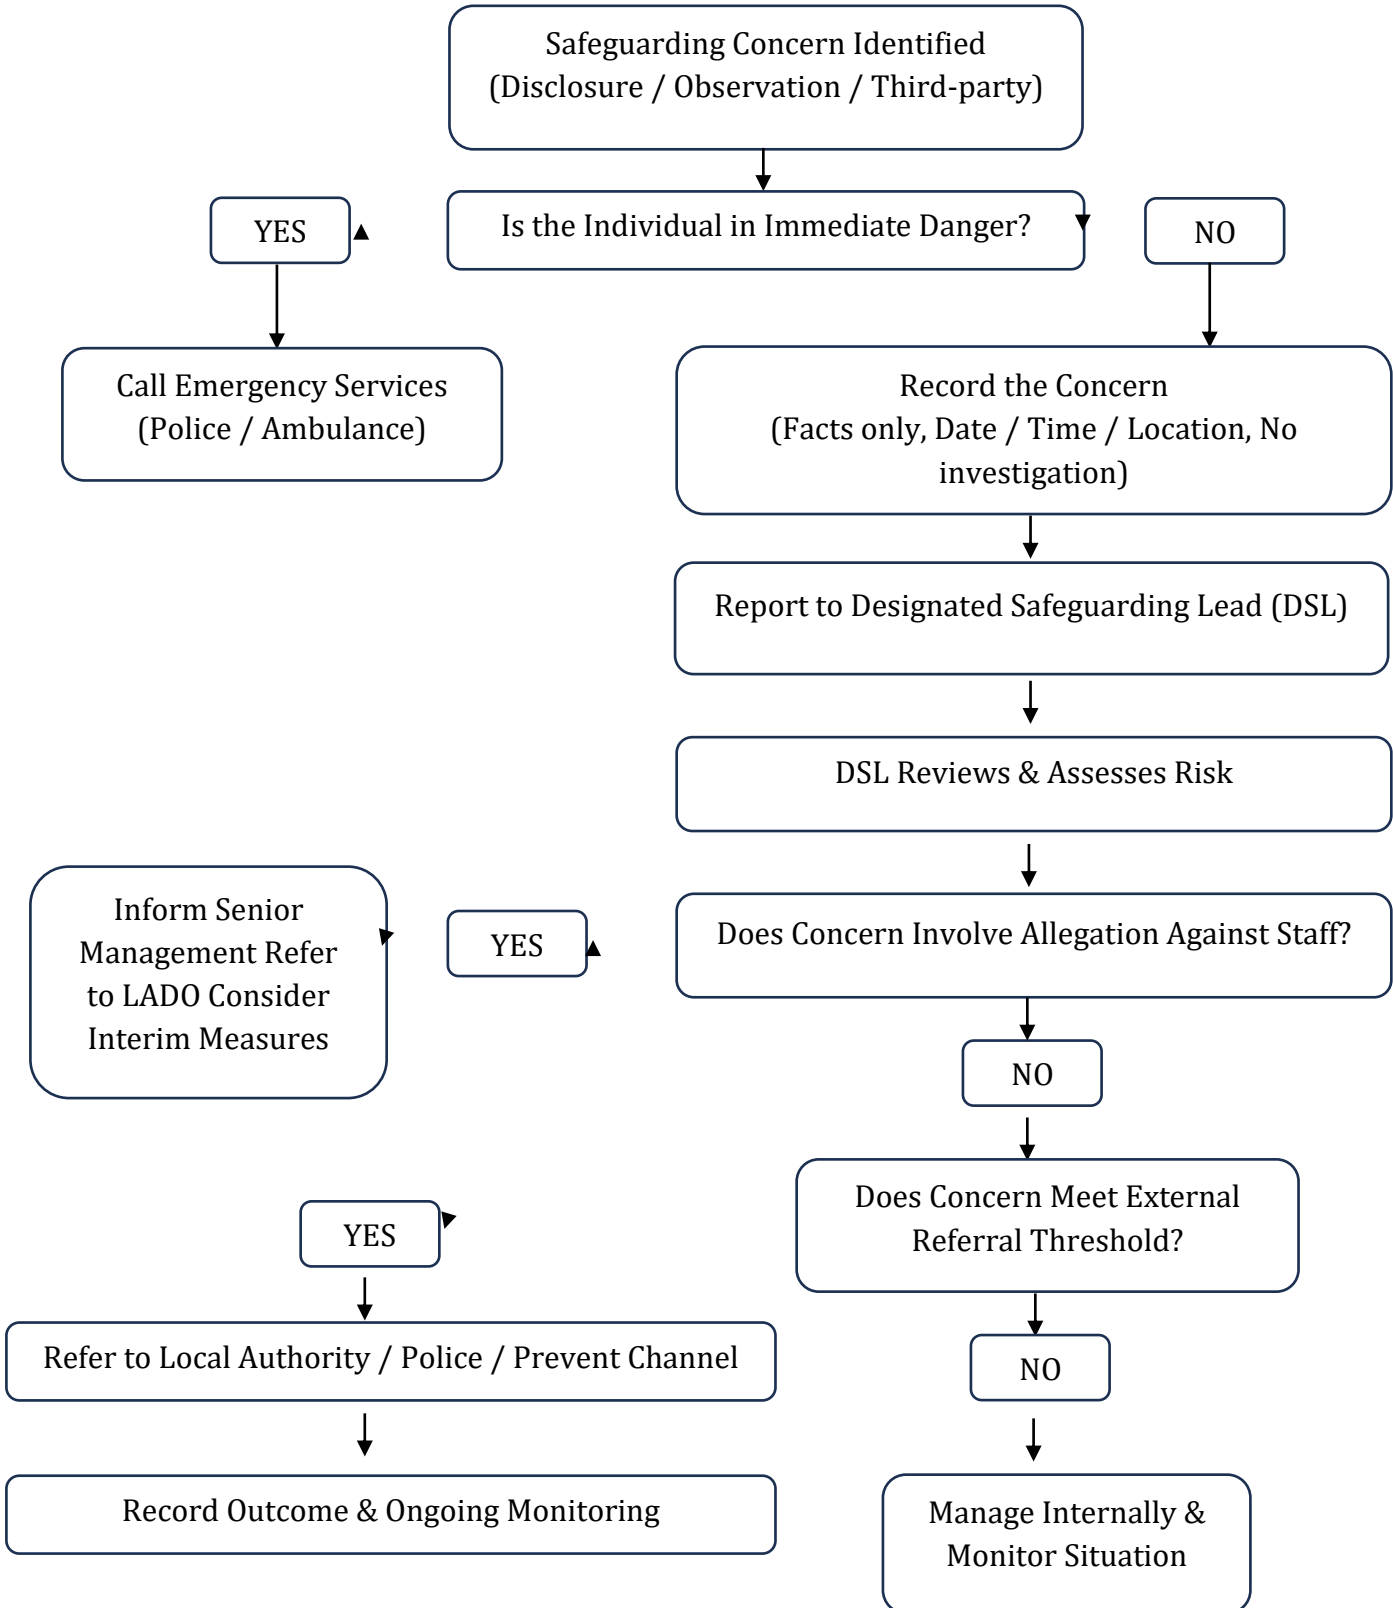 Safeguarding Concern Identified
(Disclosure / Observation / Third-party)
YES
Is the Individual in Immediate Danger?
NO
Call Emergency Services
(Police / Ambulance)
Record the Concern
(Facts only, Date / Time / Location, No
investigation)
Report to Designated Safeguarding Lead (DSL)
DSL Reviews & Assesses Risk
Inform Senior
Management Refer
to LADO Consider
Interim Measures
YES
Does Concern Involve Allegation Against Staff?
NO
Does Concern Meet External
Referral Threshold?
YES
Refer to Local Authority / Police / Prevent Channel
NO
Record Outcome & Ongoing Monitoring
Manage Internally &
Monitor Situation